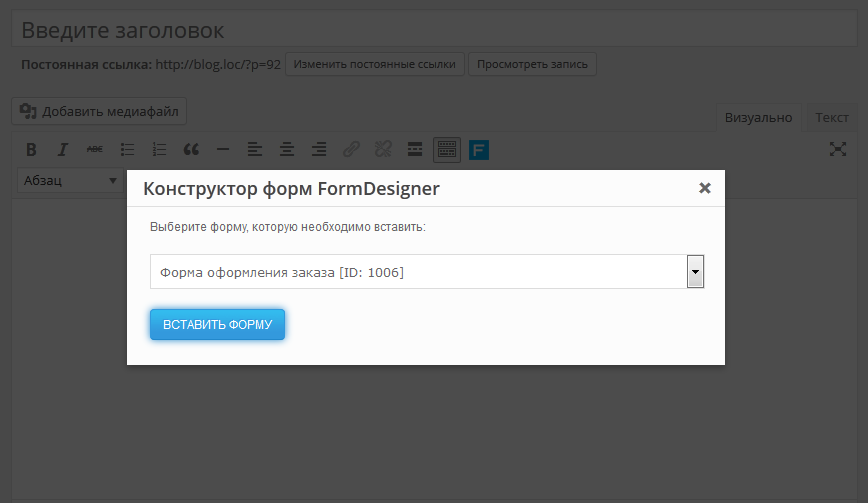 Введите заголовок
Постоянная ссылка: http://blog.loc/?p=92 Изменить постоянные ссылки Просмотреть запись
Добавить медиафайл
Визуально Текст
B I ABC F
Абзац
Конструктор форм FormDesigner
Выберите форму, которую необходимо вставить:
Форма оформления заказа [ID: 1006]
ВСТАВИТЬ ФОРМУ